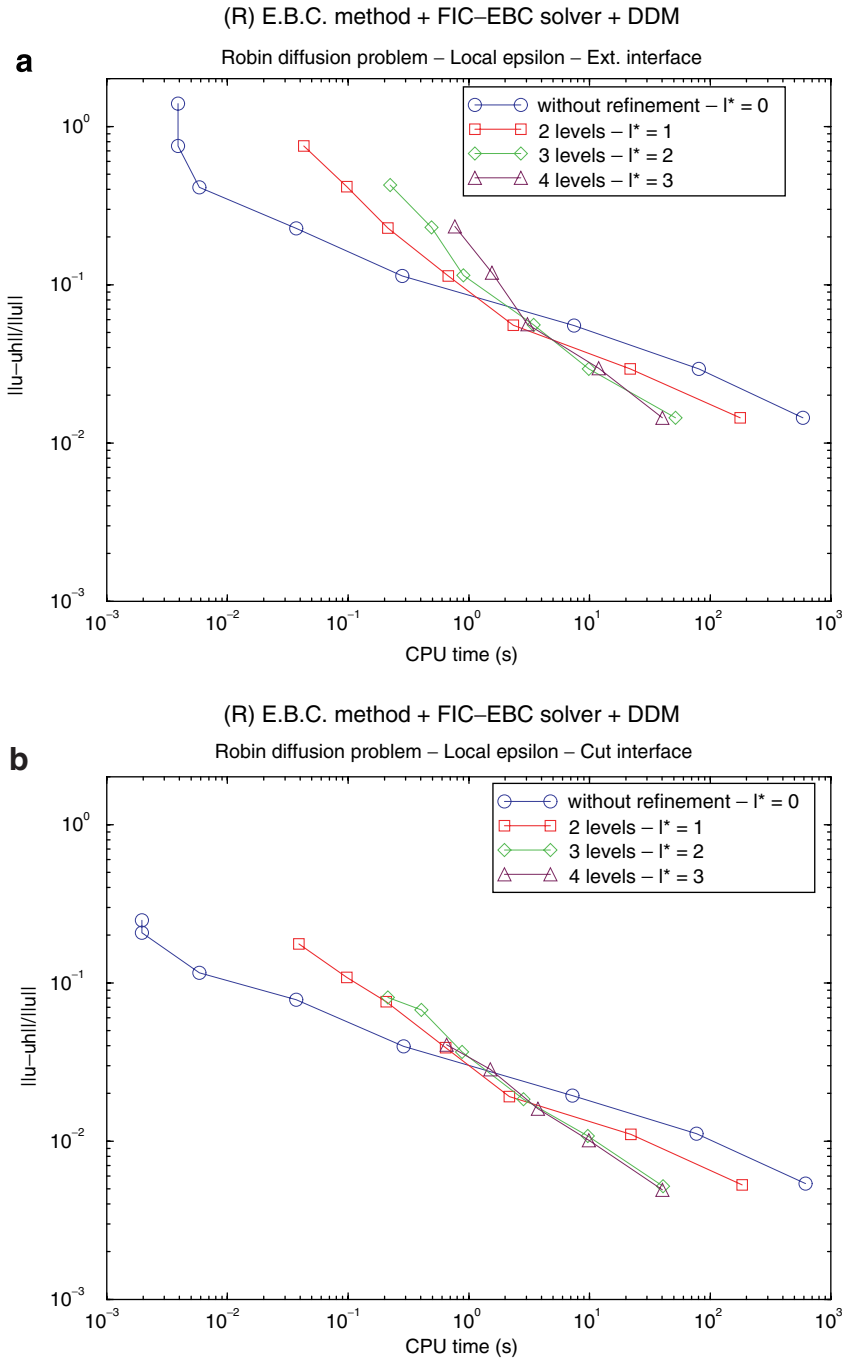 (R) E.B.C. method + FIC–EBC solver + DDM
a
Robin diffusion problem – Local epsilon – Ext. interface
without refinement – l* = 0
2 levels – l* = 1
3 levels – l* = 2
4 levels – l* = 3
||u–uh||/||u||
10^0
10^-1
10^-2
10^-3
10^-3 10^-2 10^-1 10^0 10^1 10^2 10^3
CPU time (s)
(R) E.B.C. method + FIC–EBC solver + DDM
b
Robin diffusion problem – Local epsilon – Cut interface
without refinement – l* = 0
2 levels – l* = 1
3 levels – l* = 2
4 levels – l* = 3
||u–uh||/||u||
10^0
10^-1
10^-2
10^-3
10^-3 10^-2 10^-1 10^0 10^1 10^2 10^3
CPU time (s)